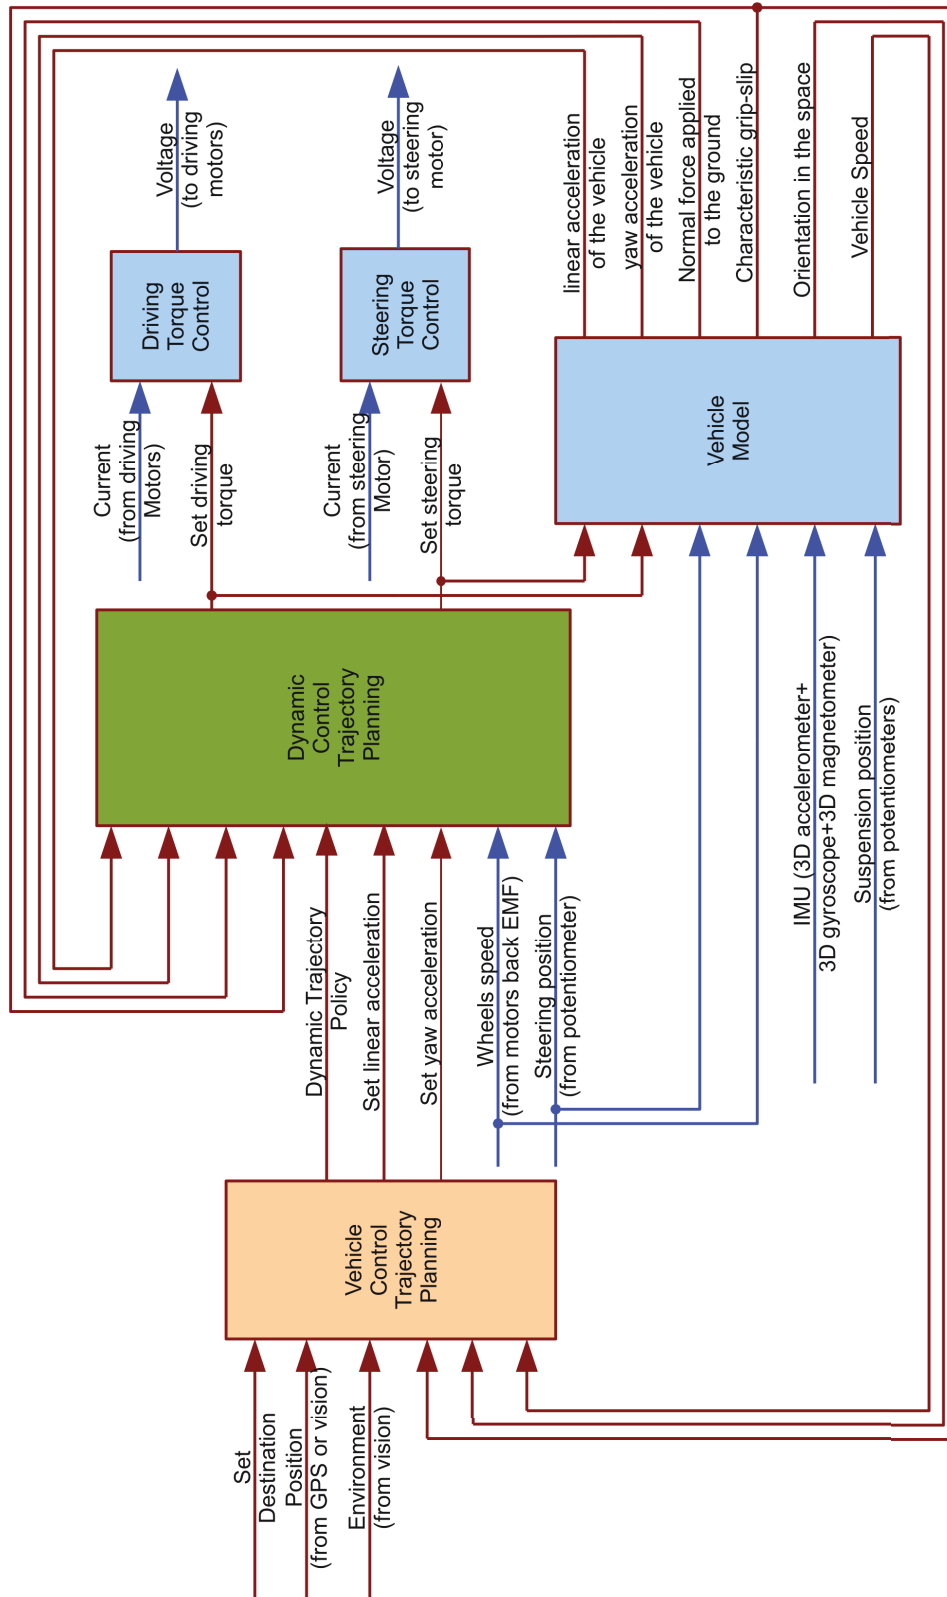 Set
Destination
Position
(from GPS or vision)
Environment
(from vision)
Vehicle
Control
Trajectory
Planning
Dynamic Trajectory
Policy
Set linear acceleration
Set yaw acceleration
Wheels speed
(from motors back EMF)
Steering position
(from potentiometer)
Dynamic
Control
Trajectory
Planning
Current
(from driving
Motors)
Set driving
torque
Driving
Torque
Control
Voltage
(to driving
motors)
Current
(from steering
Motor)
Set steering
torque
Steering
Torque
Control
Voltage
(to steering
motor)
IMU (3D accelerometer+
3D gyroscope+3D magnetometer)
Suspension position
(from potentiometers)
Vehicle
Model
linear acceleration
of the vehicle
yaw acceleration
of the vehicle
Normal force applied
to the ground
Characteristic grip-slip
Orientation in the space
Vehicle Speed